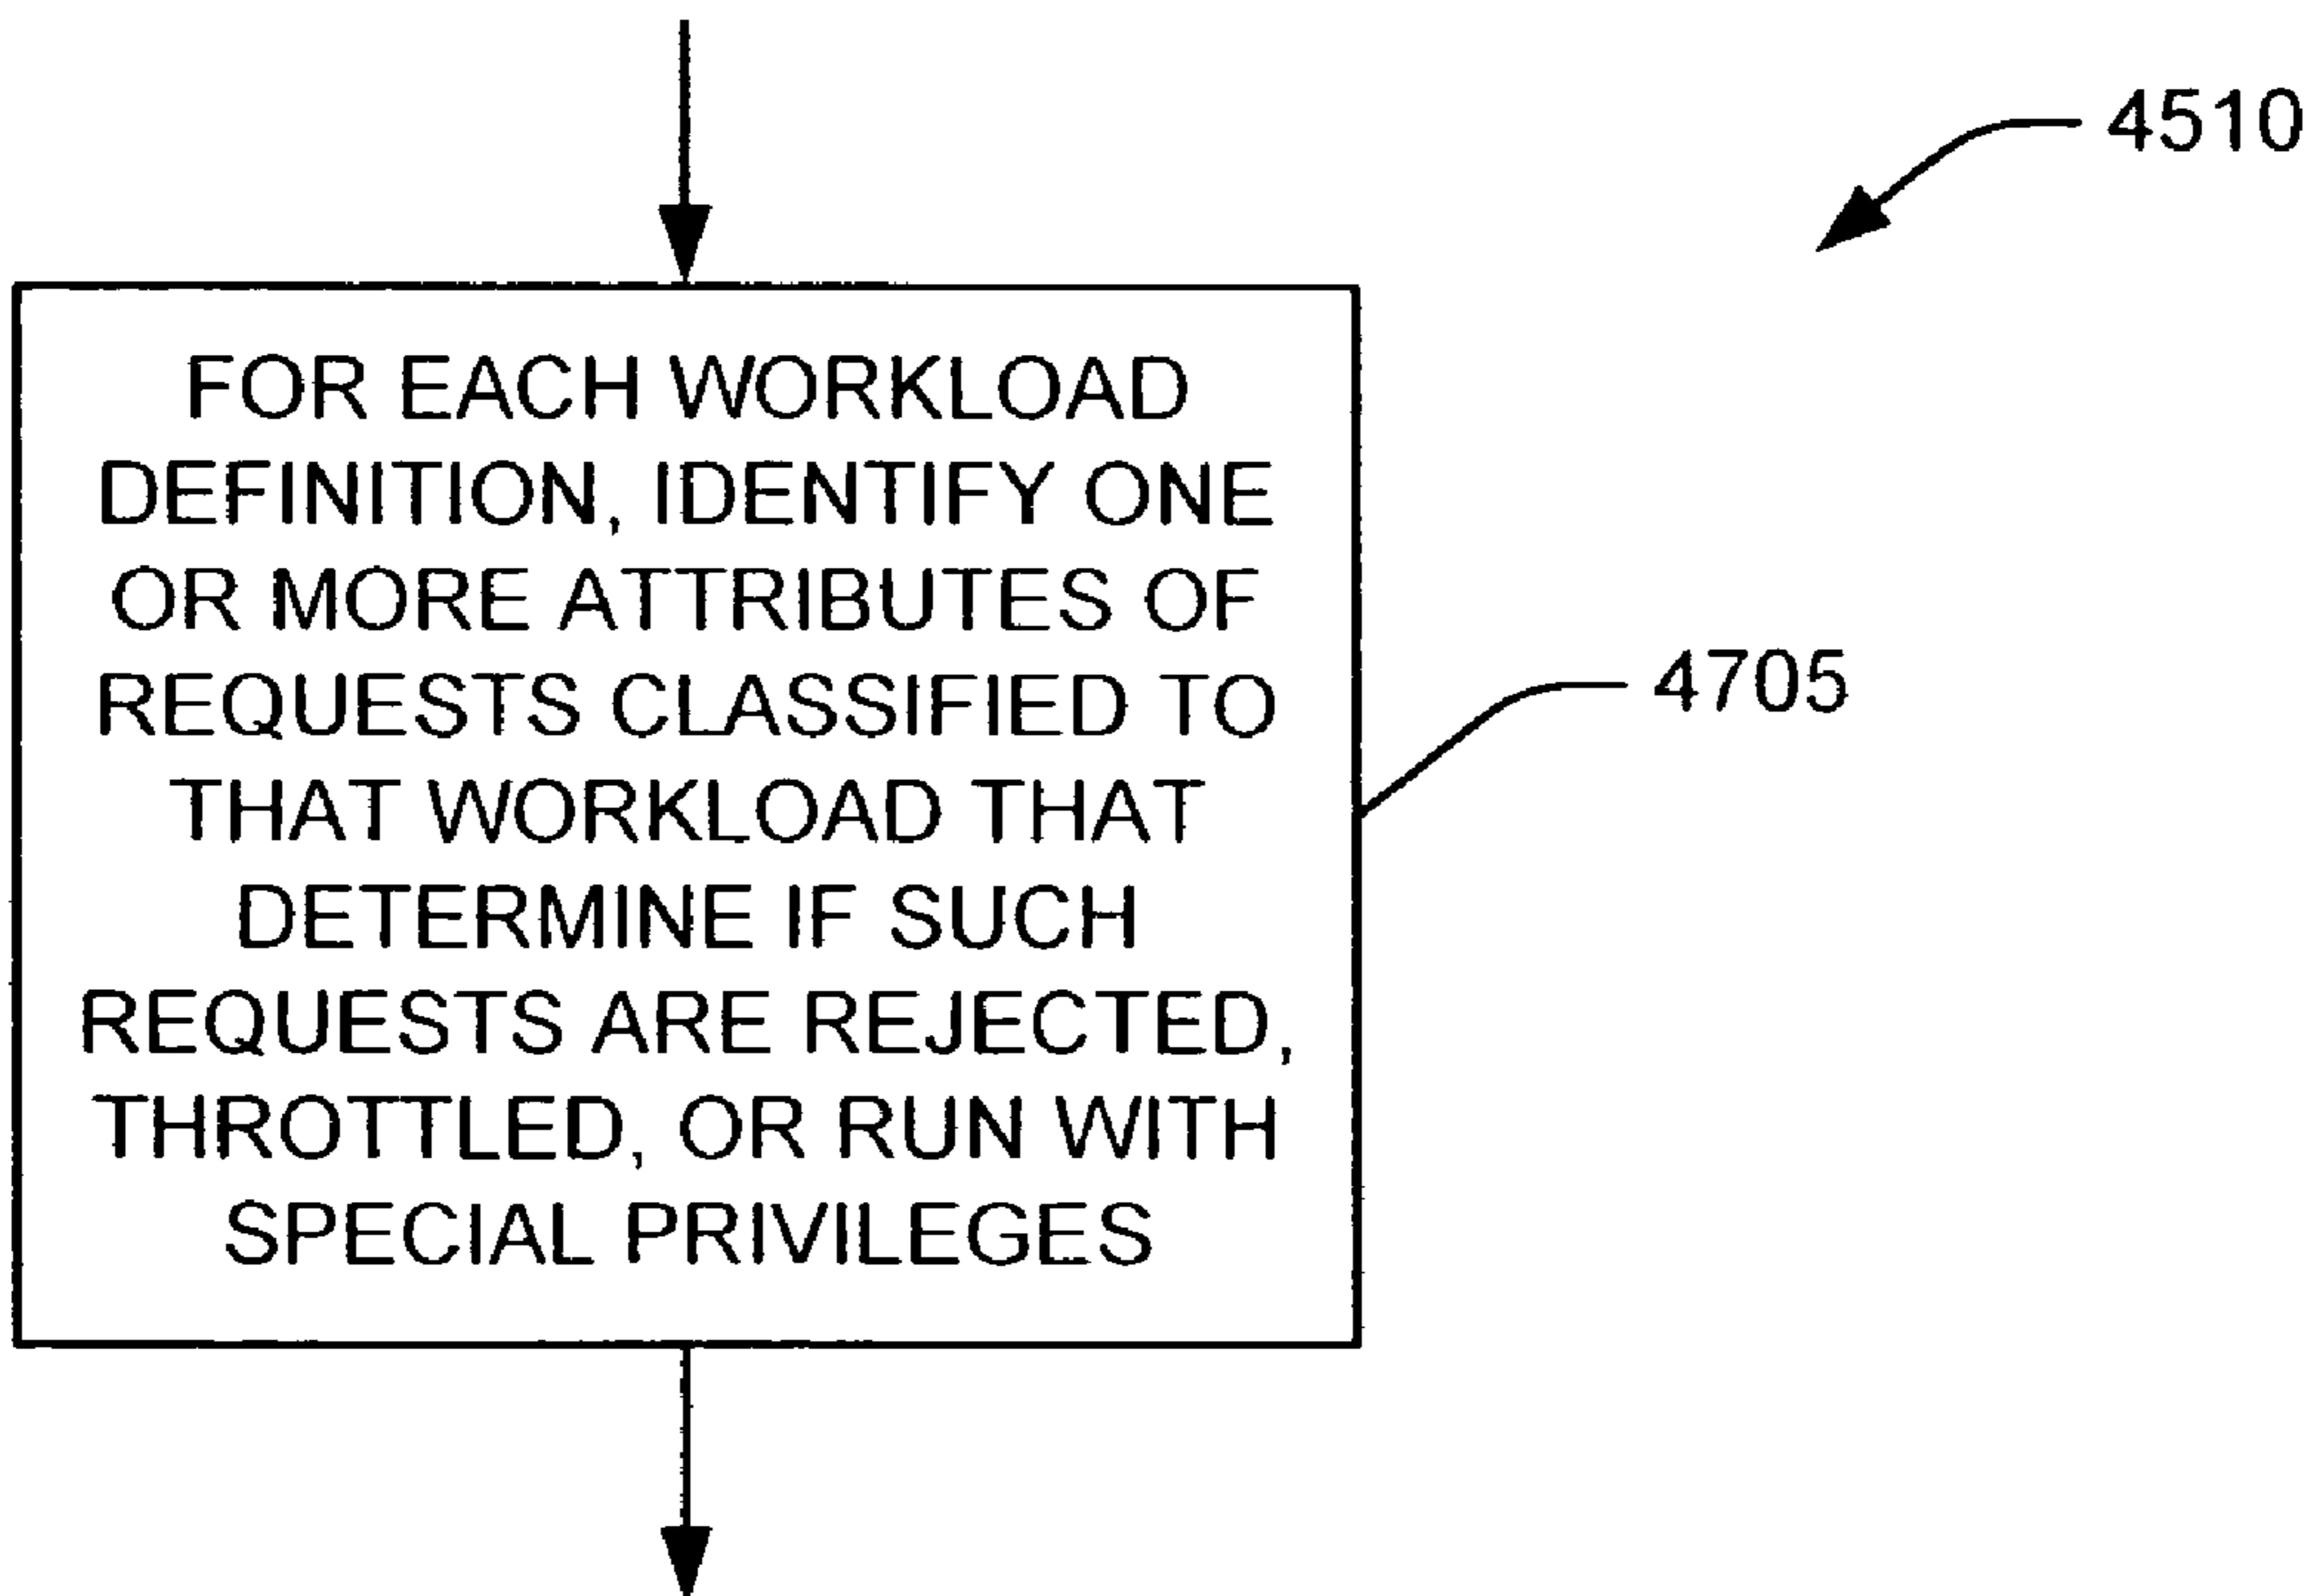 4510
FOR EACH WORKLOAD
DEFINITION, IDENTIFY ONE
OR MORE ATTRIBUTES OF
REQUESTS CLASSIFIED TO
THAT WORKLOAD THAT
DETERMINE IF SUCH
REQUESTS ARE REJECTED,
THROTTLED, OR RUN WITH
SPECIAL PRIVILEGES
4705